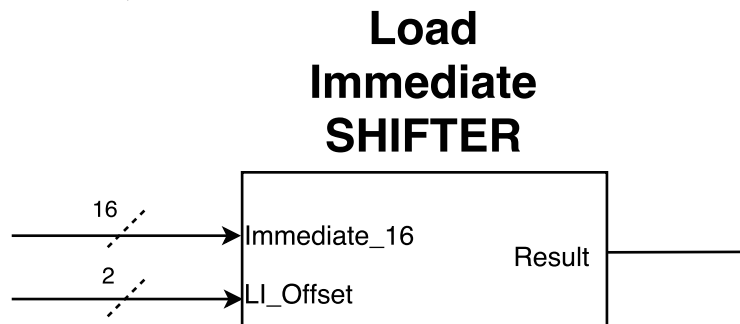 Load
Immediate
SHIFTER
16
Immediate_16
Result
2
LI_Offset